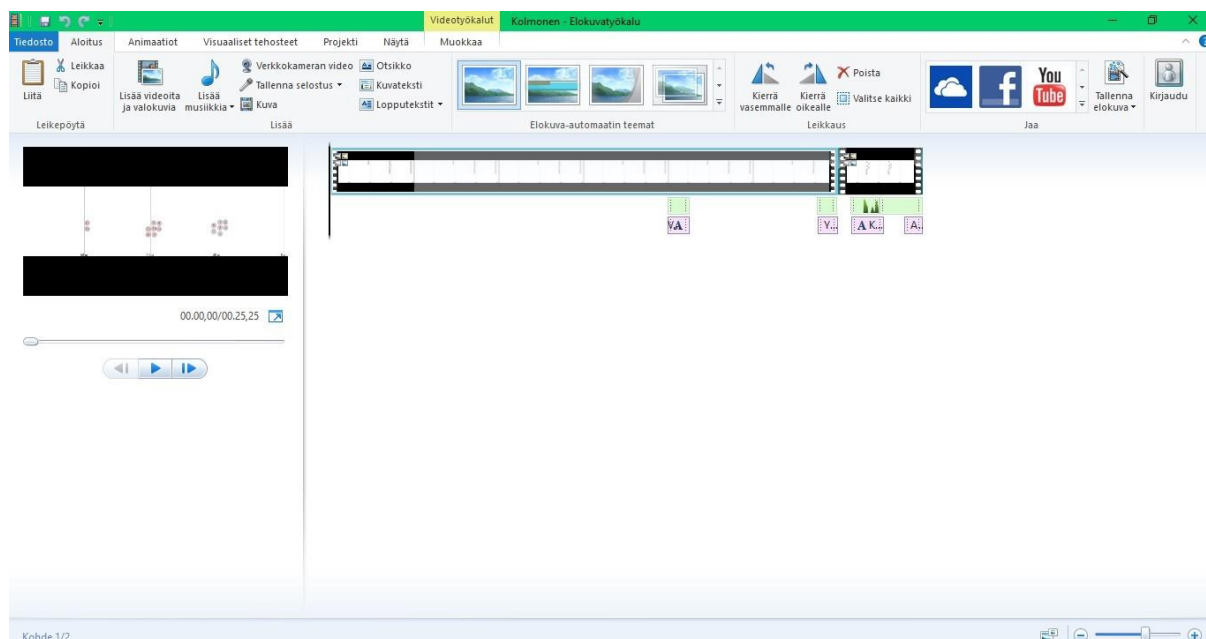 Videotyökalut
Kolmonen - Elokuvatyökalu
Tiedosto
Aloitus
Animaatiot
Visuaaliset tehosteet
Projekti
Näytä
Muokkaa
Liitä
Leikkaa
Kopioi
Leikepöytä
Lisää videoita
ja valokuvia
Lisää
musiikkia
Verkkokameran video
Tallenna selostus
Kuva
Otsikko
Kuvateksti
Lopputekstit
Lisää
Elokuva-automaatin teemat
Kierrä
vasemmalle
Kierrä
oikealle
Poista
Valitse kaikki
Leikkaus
You
Tube
Jaa
Tallenna
elokuva
Kirjaudu
VA
Y...
A K...
A..
00.00,00/00.25,25
Kohde 1/2